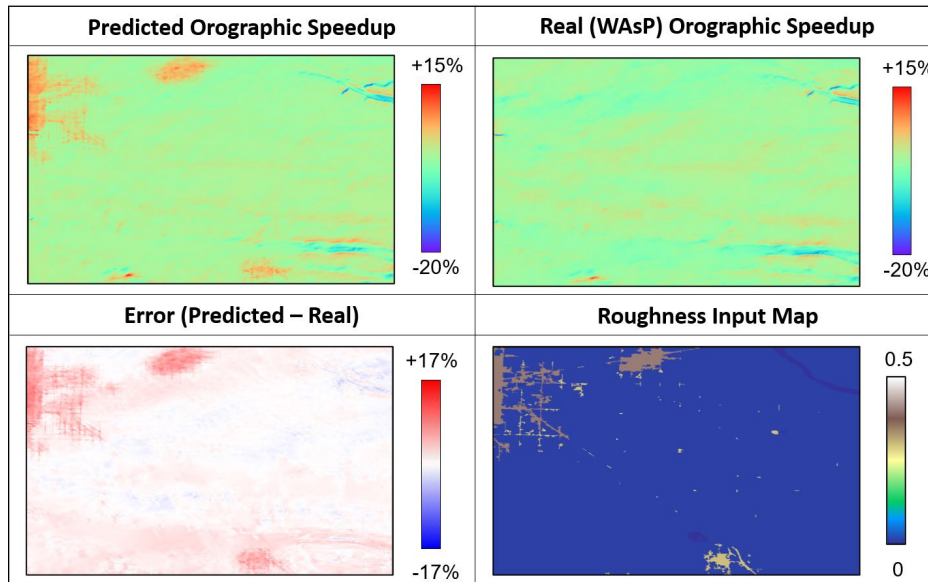 Predicted Orographic Speedup
Real (WAsP) Orographic Speedup
+15%
-20%
+15%
-20%
Error (Predicted – Real)
Roughness Input Map
+17%
-17%
0.5
0